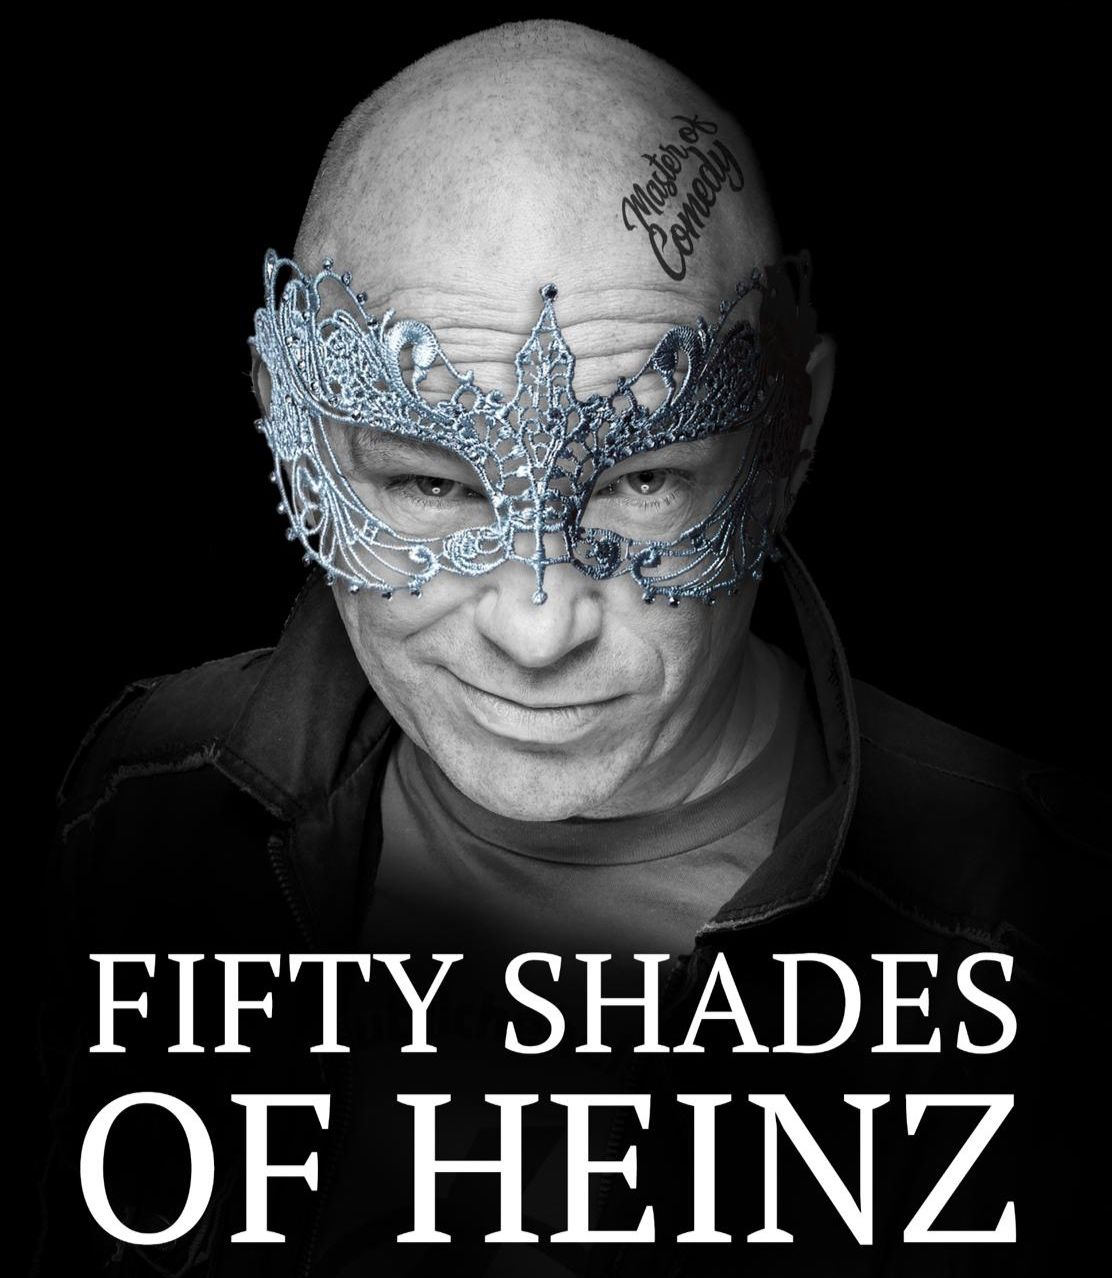 Master of
Comedy
FIFTY SHADES
OF HEINZ